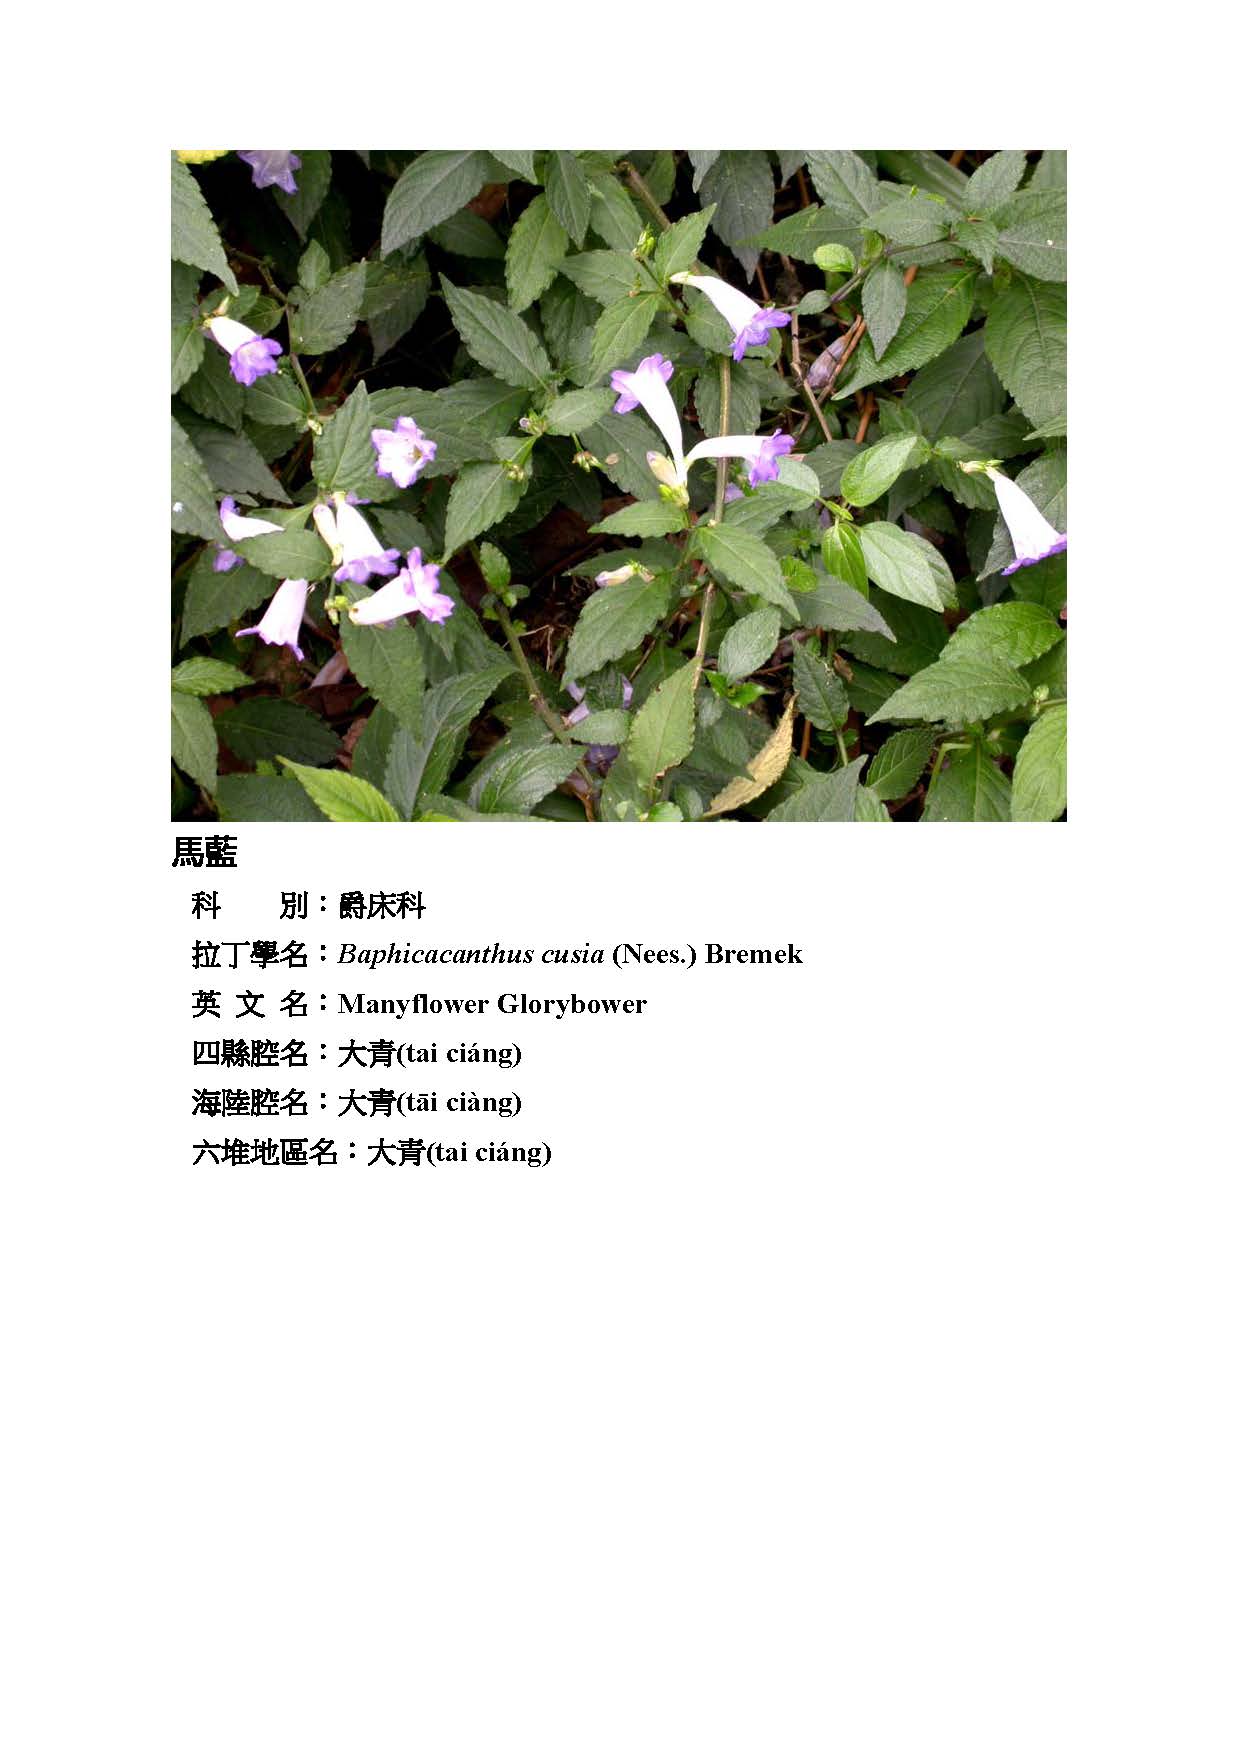 馬藍
科　　別：爵床科
拉丁學名：Baphicacanthus cusia (Nees.) Bremek
英 文 名：Manyflower Glorybower
四縣腔名：大青(tai ciáng)
海陸腔名：大青(tāi ciàng)
六堆地區名：大青(tai ciáng)